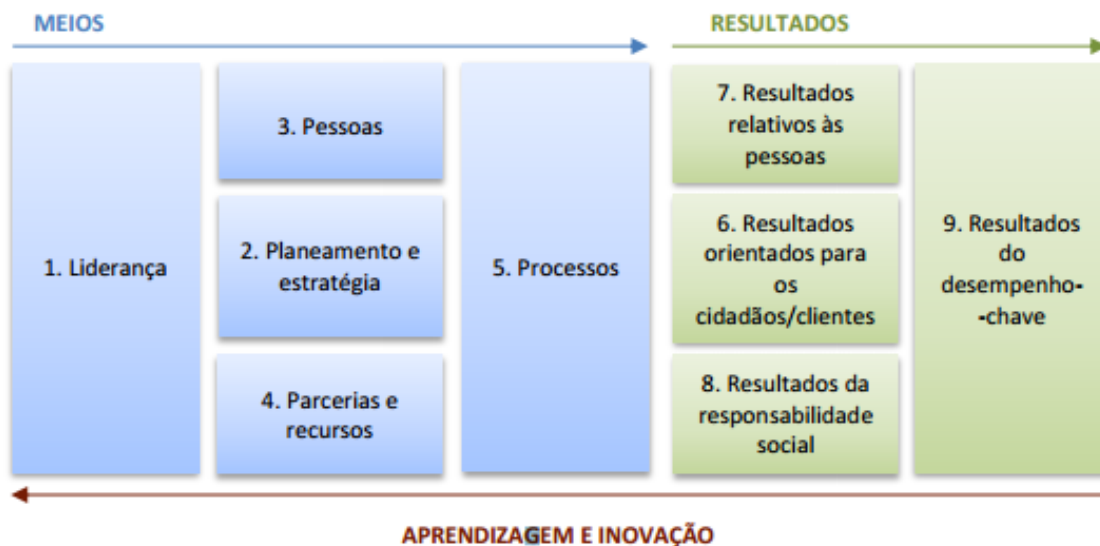 MEIOS
RESULTADOS
1. Liderança
3. Pessoas
2. Planeamento e
estratégia
4. Parcerias e
recursos
5. Processos
7. Resultados
relativos às
pessoas
6. Resultados
orientados para
os
cidadãos/clientes
8. Resultados da
responsabilidade
social
9. Resultados
do
desempenho-
-chave
APRENDIZAGEM E INOVAÇÃO